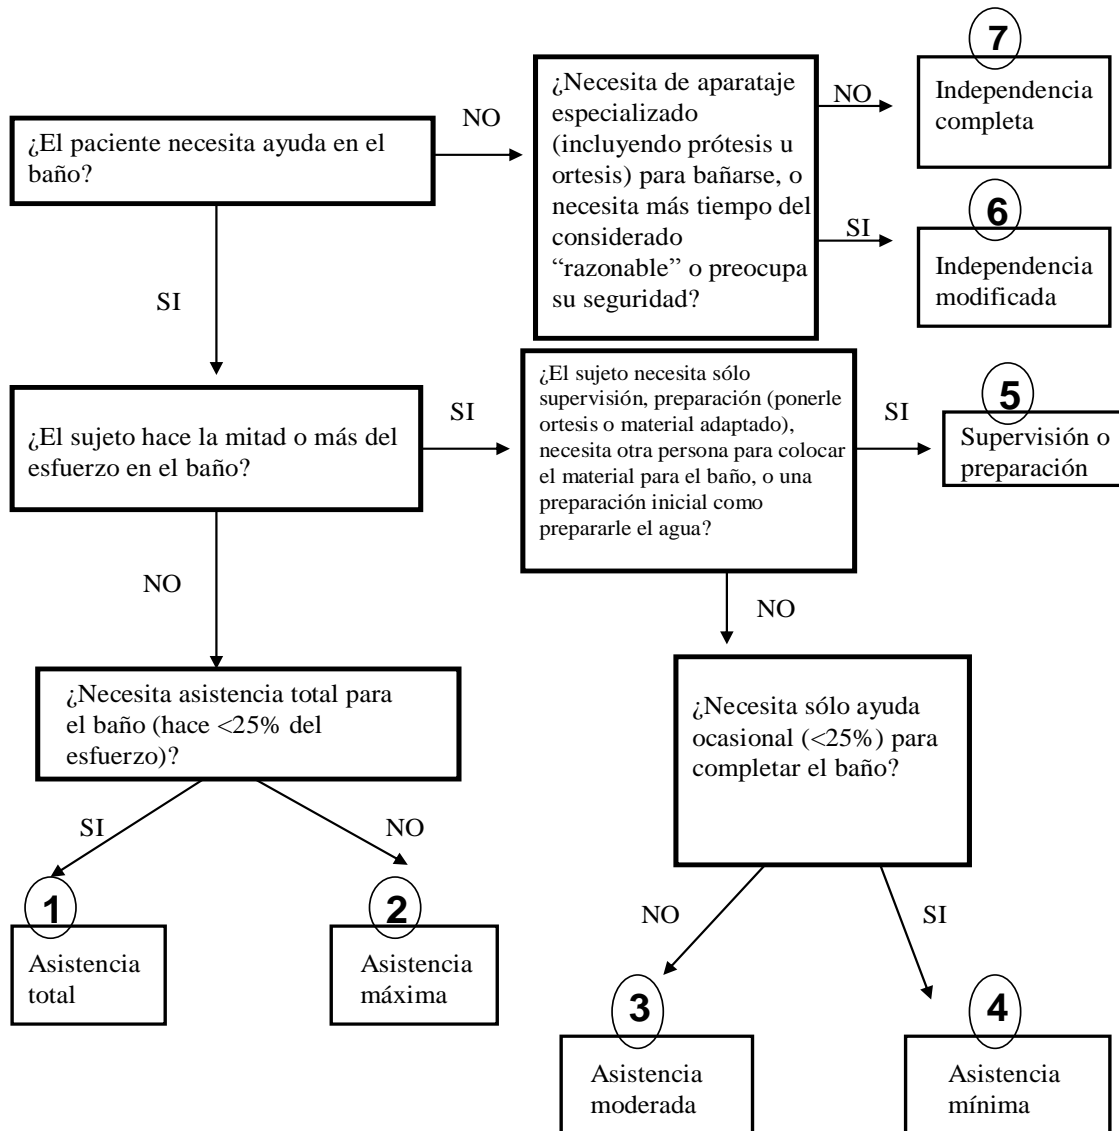 7
¿Necesita de aparataje
especializado
(incluyendo prótesis u
ortesis) para bañarse, o
necesita más tiempo del
considerado
“razonable” o preocupa
su seguridad?
NO
Independencia
completa
NO
¿El paciente necesita ayuda en el
baño?
6
SI
Independencia
modificada
SI
¿El sujeto necesita sólo
supervisión, preparación (ponerle
ortesis o material adaptado),
necesita otra persona para colocar
el material para el baño, o una
preparación inicial como
prepararle el agua?
5
SI
SI
¿El sujeto hace la mitad o más del
esfuerzo en el baño?
Supervisión o
preparación
NO
NO
¿Necesita asistencia total para
el baño (hace <25% del
esfuerzo)?
¿Necesita sólo ayuda
ocasional (<25%) para
completar el baño?
SI
NO
1
2
NO
SI
Asistencia
total
Asistencia
máxima
3
4
Asistencia
moderada
Asistencia
mínima